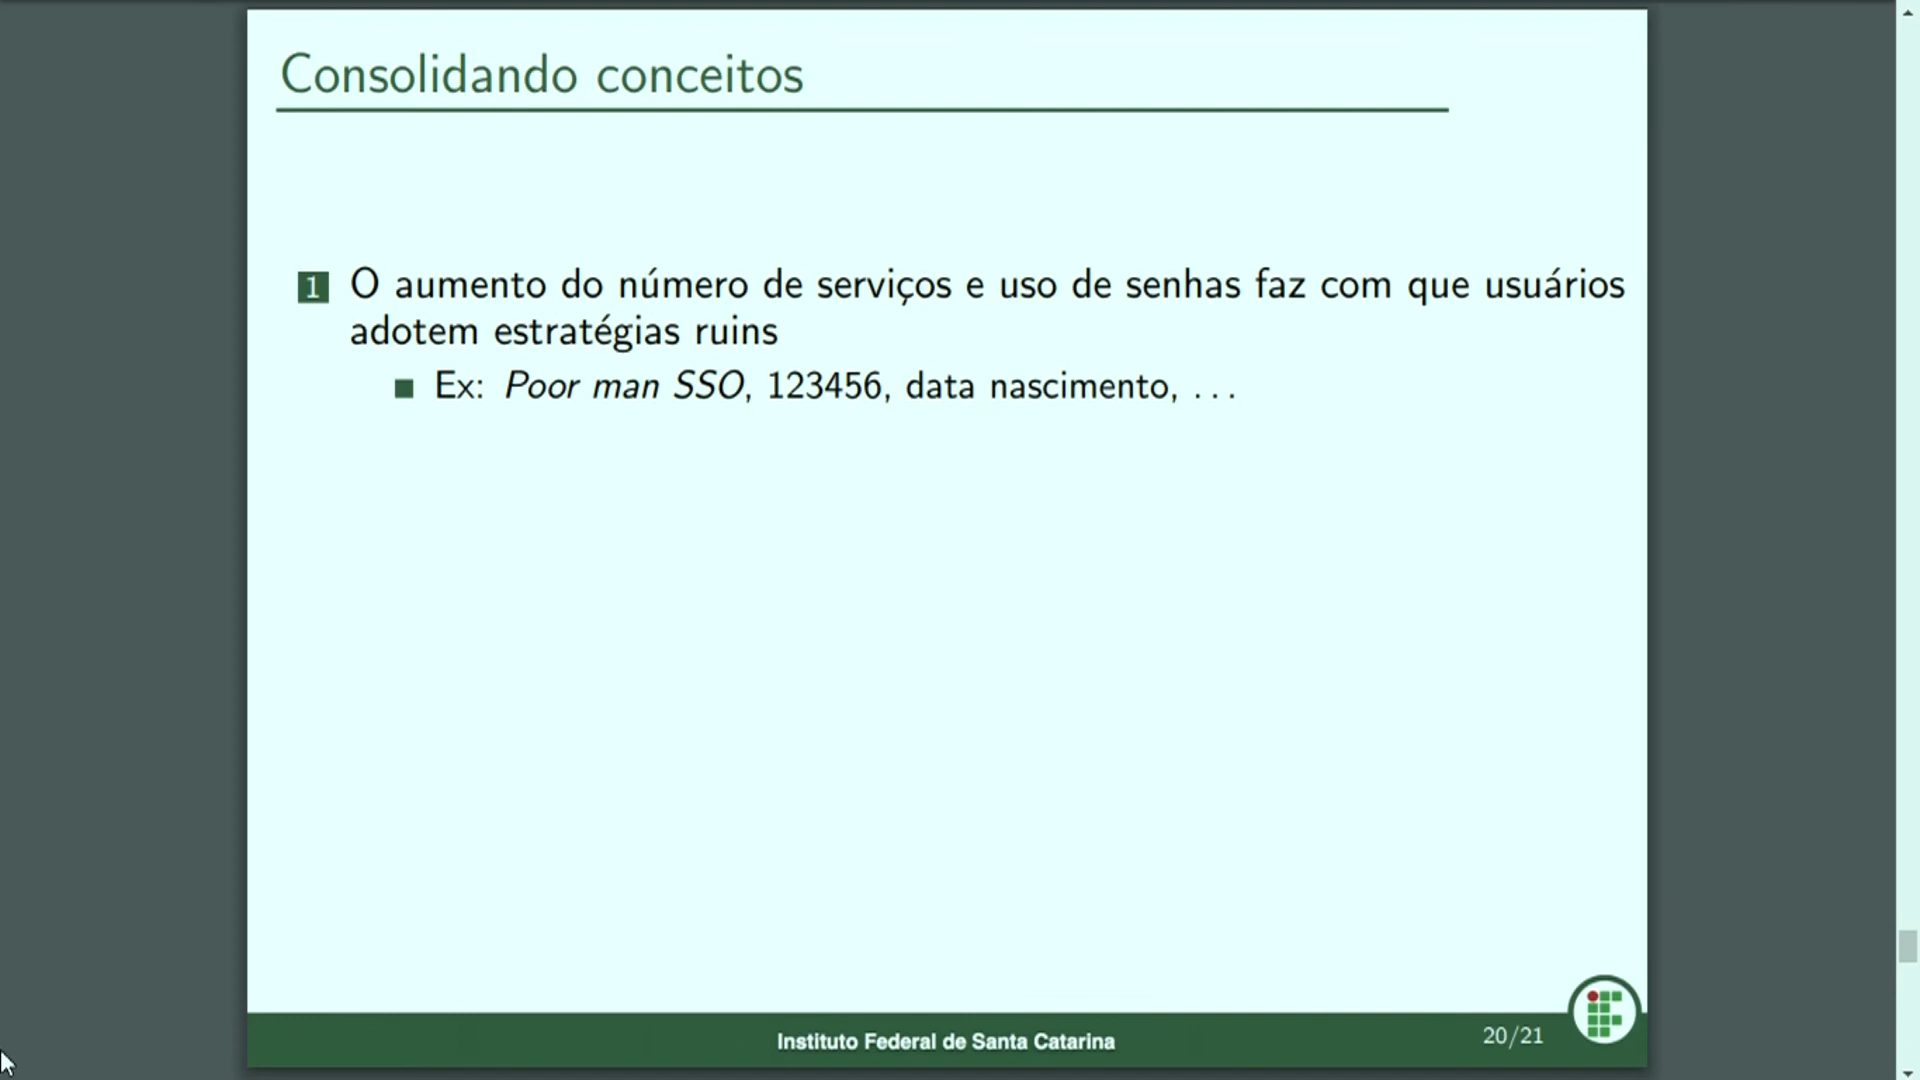 Consolidando conceitos
1 O aumento do número de serviços e uso de senhas faz com que usuários
adotem estratégias ruins
Ex: Poor man SSO, 123456, data nascimento, ...
Instituto Federal de Santa Catarina
20/21